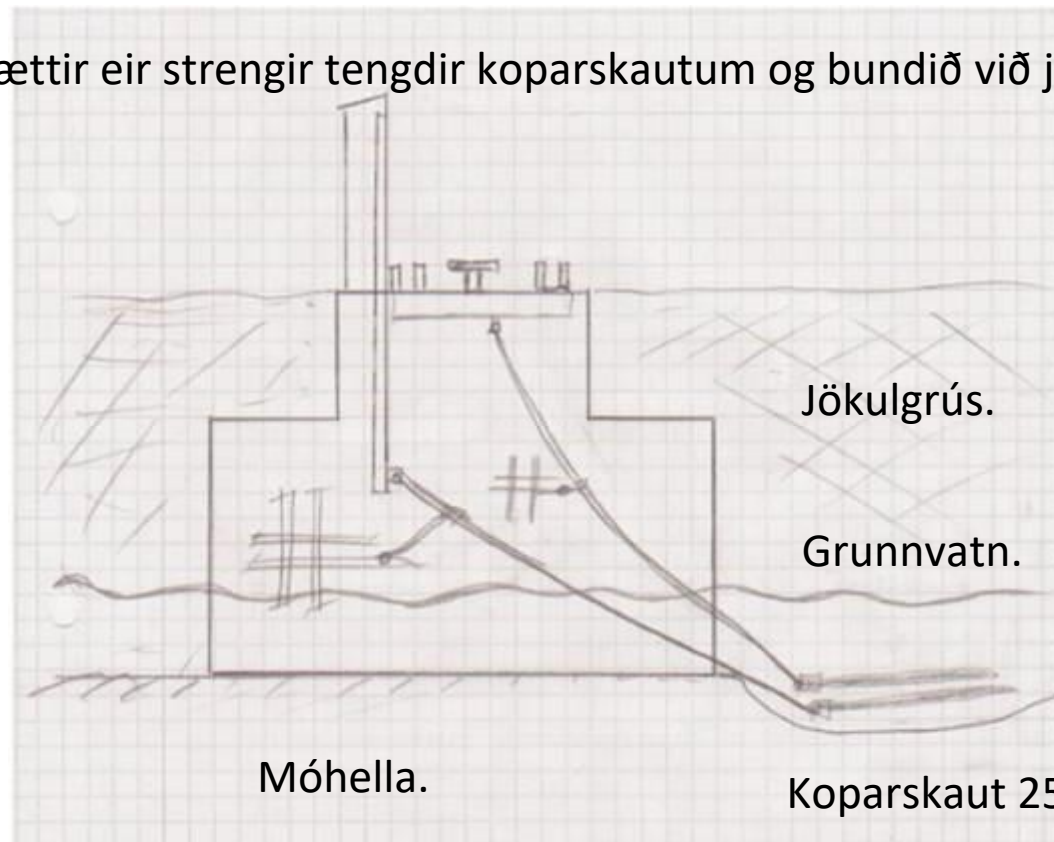 ættir eir strengir tengdir koparskautum og bundið við j
Jökulgrús.
Grunnvatn.
Móhella.
Koparskaut 25